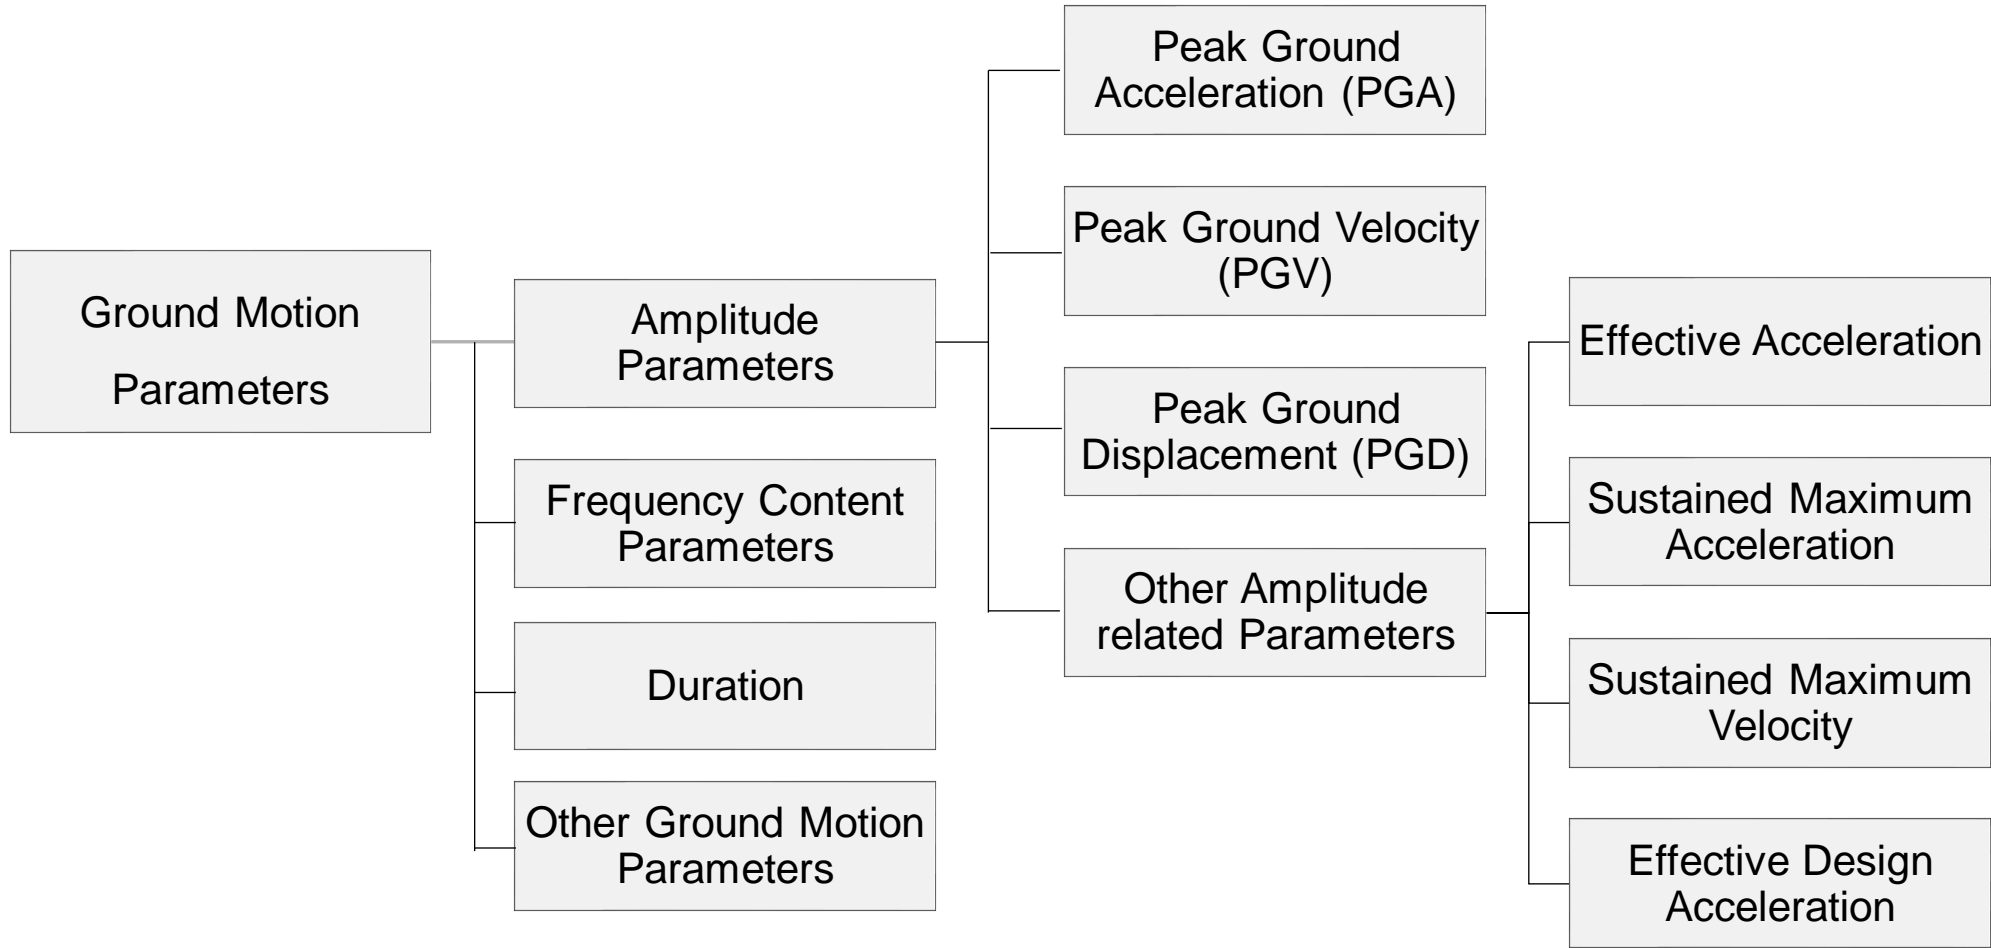 Ground Motion
Parameters
Amplitude
Parameters
Frequency Content
Parameters
Duration
Other Ground Motion
Parameters
Peak Ground
Acceleration (PGA)
Peak Ground Velocity
(PGV)
Peak Ground
Displacement (PGD)
Other Amplitude
related Parameters
Effective Acceleration
Sustained Maximum
Acceleration
Sustained Maximum
Velocity
Effective Design
Acceleration